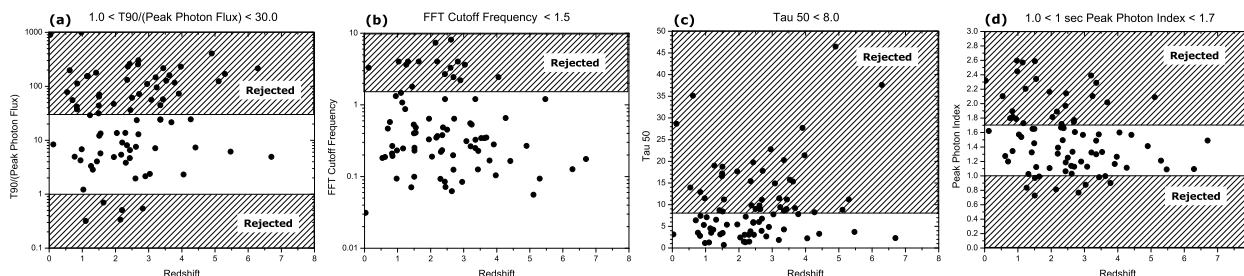 (a) 1.0 < T90/(Peak Photon Flux) < 30.0
1000
100
10
1
0.1
T90/(Peak Photon Flux)
Rejected
Rejected
0 1 2 3 4 5 6 7 8
Redshift
(b) FFT Cutoff Frequency < 1.5
10
1
0.1
0.01
FFT Cutoff Frequency
Rejected
0 1 2 3 4 5 6 7 8
Redshift
(c) Tau 50 < 8.0
50
45
40
35
30
25
20
15
10
5
0
Tau 50
Rejected
0 1 2 3 4 5 6 7 8
Redshift
(d) 1.0 < 1 sec Peak Photon Index < 1.7
3.0
2.8
2.6
2.4
2.2
2.0
1.8
1.6
1.4
1.2
1.0
0.8
0.6
0.4
0.2
0.0
Peak Photon Index
Rejected
Rejected
0 1 2 3 4 5 6 7 8
Redshift